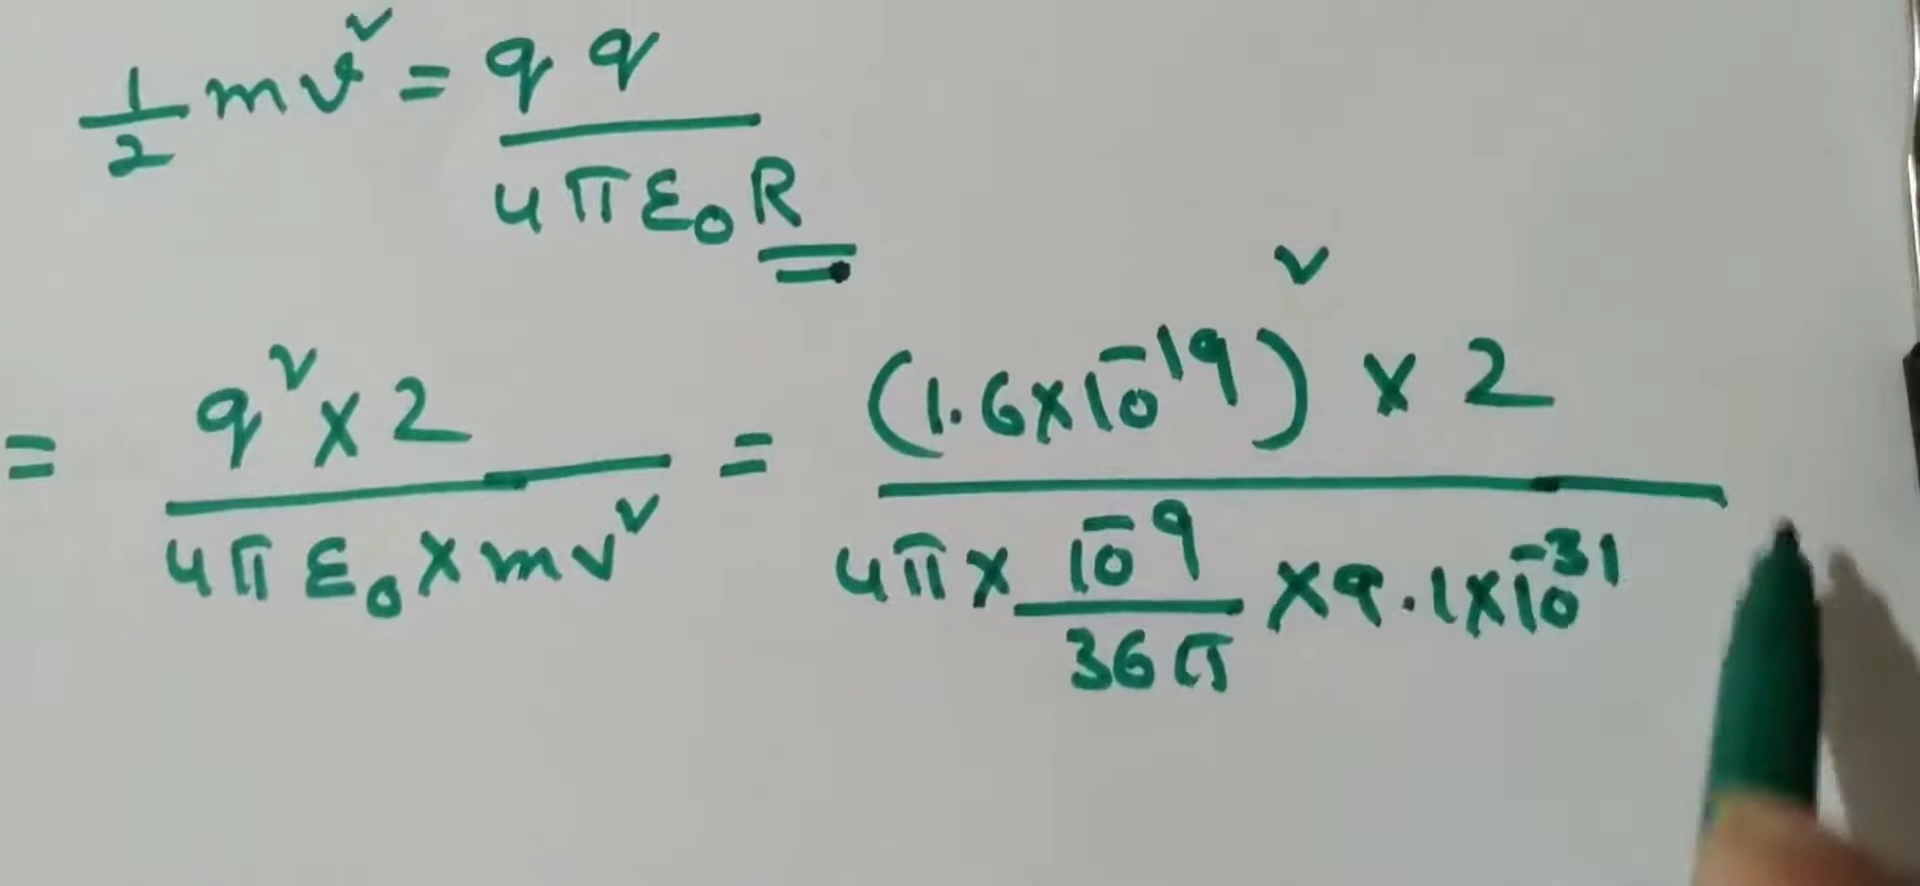 ½ mv² = q q / 4πε₀R
= q² × 2 / 4πε₀ × mv² = (1.6×10⁻¹⁹)² × 2 / 4π × 10⁻⁹/36π × 9.1×10⁻³¹